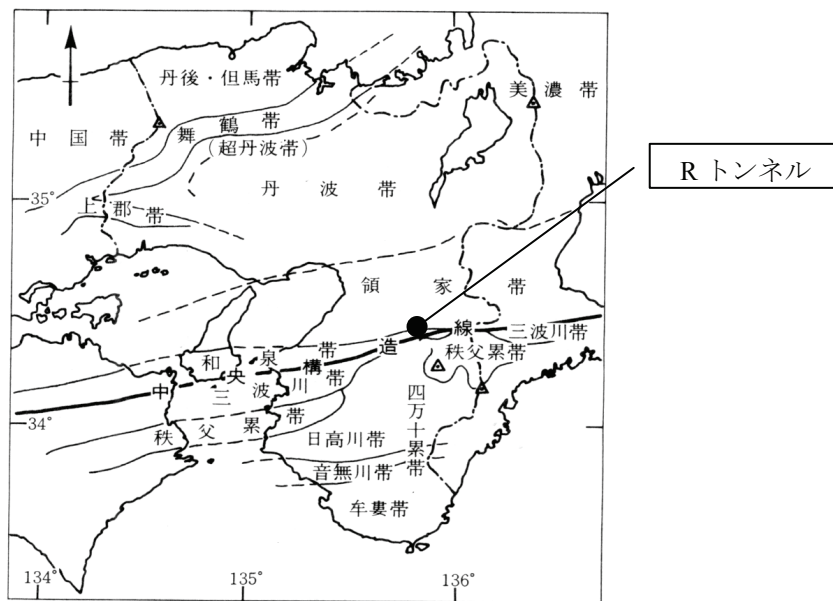 丹後・但馬帯
美濃帯
中国帯
舞鶴帯
(超丹波帯)
R トンネル
丹波帯
35°
上郡帯
領家帯
中央構造線
三波川帯
和泉帯
秩父累帯
三波川帯
秩父累帯
四万十累帯
34°
日高川帯
音無川帯
牟婁帯
134°
135°
136°